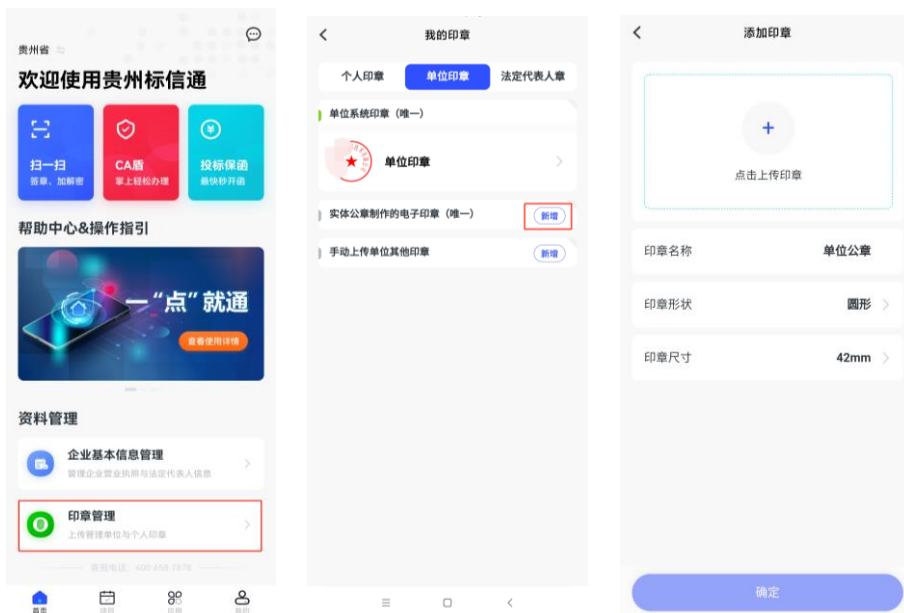 贵州省
欢迎使用贵州标信通
扫一扫
签章、加解密
CA盾
掌上轻松办理
投标保函
最快秒开函
帮助中心&操作指引
一“点”就通
查看使用详情
资料管理
企业基本信息管理
管理企业营业执照与法定代表人信息
印章管理
上传管理单位与个人印章
客服电话：400-658-7878
首页
我的印章
个人印章
单位印章
法定代表人章
单位系统印章（唯一）
单位印章
实体公章制作的电子印章（唯一）
新增
手动上传单位其他印章
新增
添加印章
+
点击上传印章
印章名称
单位公章
印章形状
圆形
印章尺寸
42mm
确定